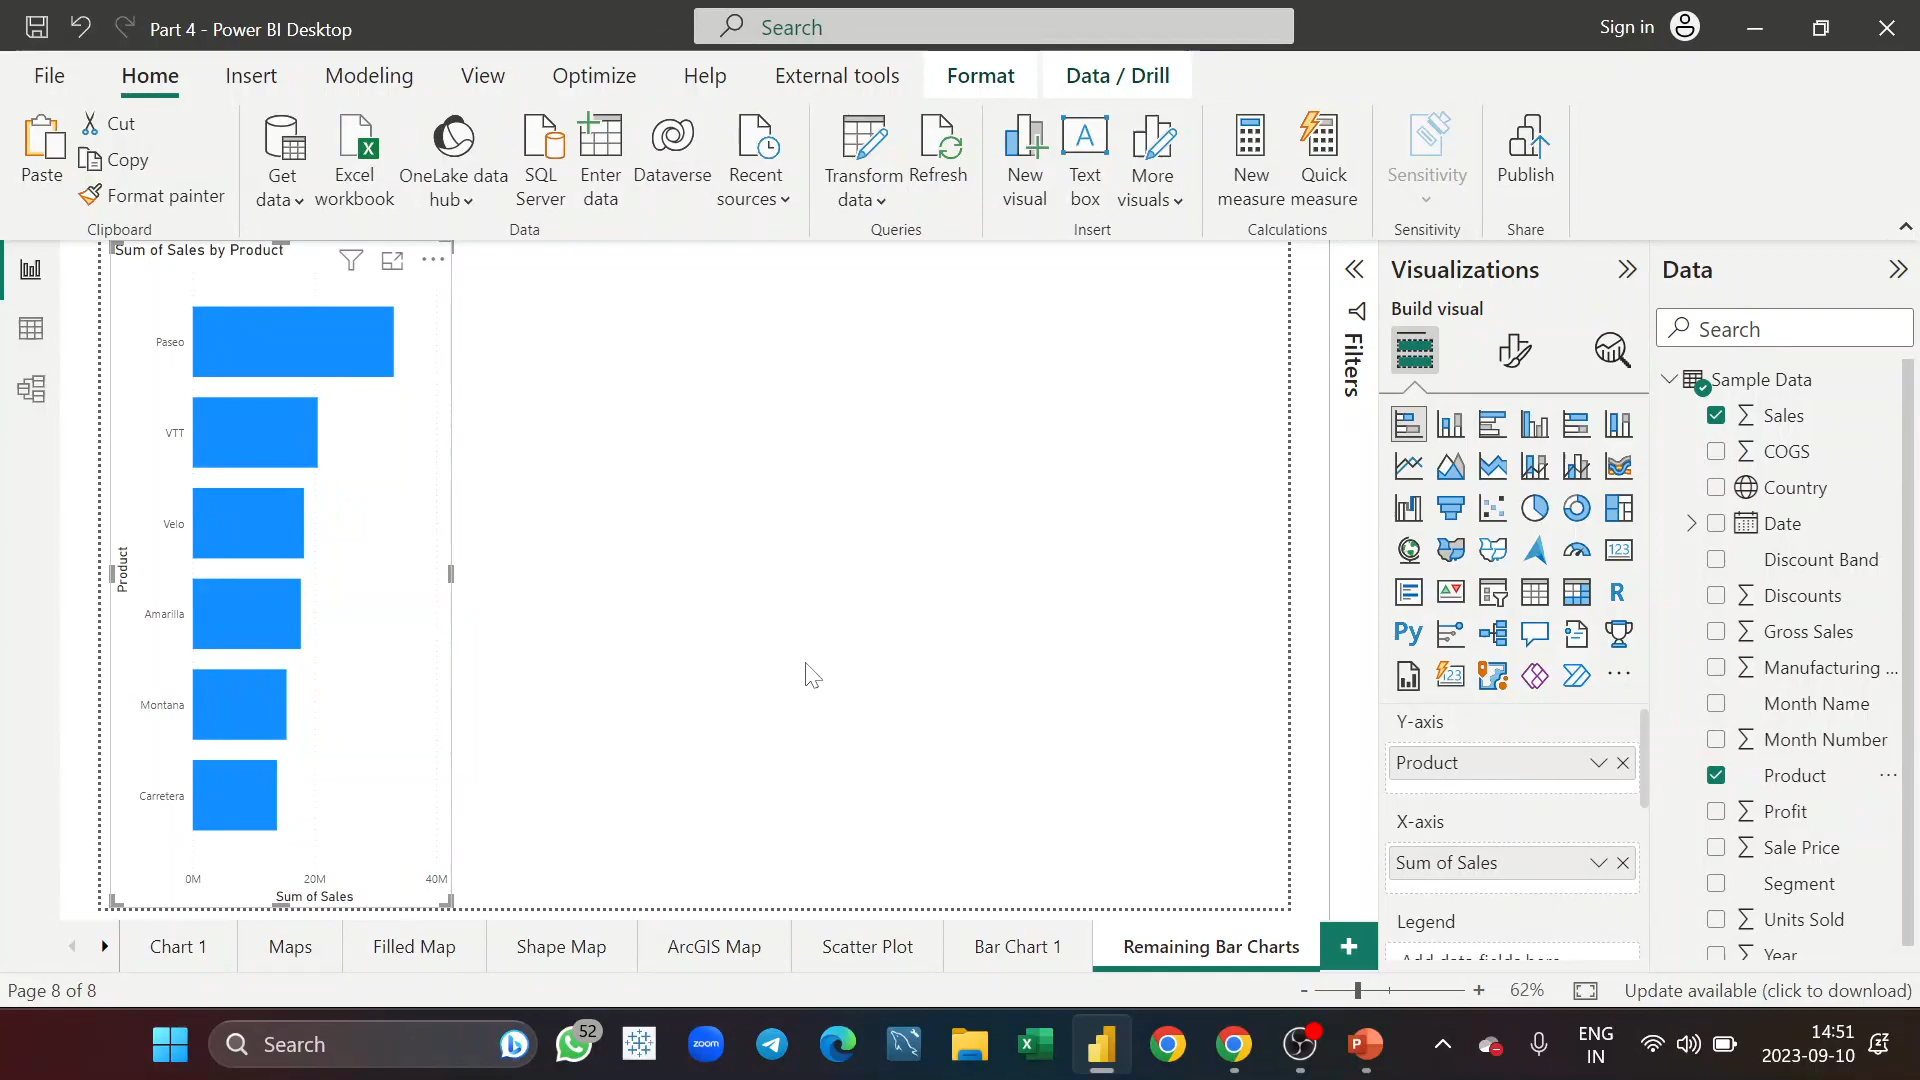 Part 4 - Power BI Desktop
Search
Sign in
File
Home
Insert
Modeling
View
Optimize
Help
External tools
Format
Data / Drill
Paste
Cut
Copy
Format painter
Clipboard
Get
data
Excel
workbook
OneLake data
hub
SQL
Server
Enter
data
Dataverse
Recent
sources
Data
Transform
data
Refresh
Queries
New
visual
Text
box
More
visuals
Insert
New
measure
Quick
measure
Calculations
Sensitivity
Sensitivity
Publish
Share
Sum of Sales by Product
Paseo
VTT
Velo
Amarilla
Montana
Carretera
Product
0M
20M
40M
Sum of Sales
Filters
Visualizations
Build visual
123
R
Py
123
Y-axis
Product
X-axis
Sum of Sales
Legend
Data
Search
Sample Data
Sales
COGS
Country
Date
Discount Band
Discounts
Gross Sales
Manufacturing ...
Month Name
Month Number
Product
Profit
Sale Price
Segment
Units Sold
Year
Chart 1
Maps
Filled Map
Shape Map
ArcGIS Map
Scatter Plot
Bar Chart 1
Remaining Bar Charts
Page 8 of 8
62%
Update available (click to download)
Search
52
zoom
ENG
IN
14:51
2023-09-10